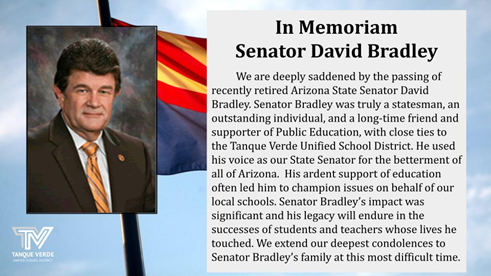 In Memoriam
Senator David Bradley
We are deeply saddened by the passing of
recently retired Arizona State Senator David
Bradley. Senator Bradley was truly a statesman, an
outstanding individual, and a long-time friend and
supporter of Public Education, with close ties to
the Tanque Verde Unified School District. He used
his voice as our State Senator for the betterment of
all of Arizona. His ardent support of education
often led him to champion issues on behalf of our
local schools. Senator Bradley's impact was
significant and his legacy will endure in the
successes of students and teachers whose lives he
touched. We extend our deepest condolences to
Senator Bradley's family at this most difficult time.
TANQUE VERDE
UNIFIED SCHOOL DISTRICT